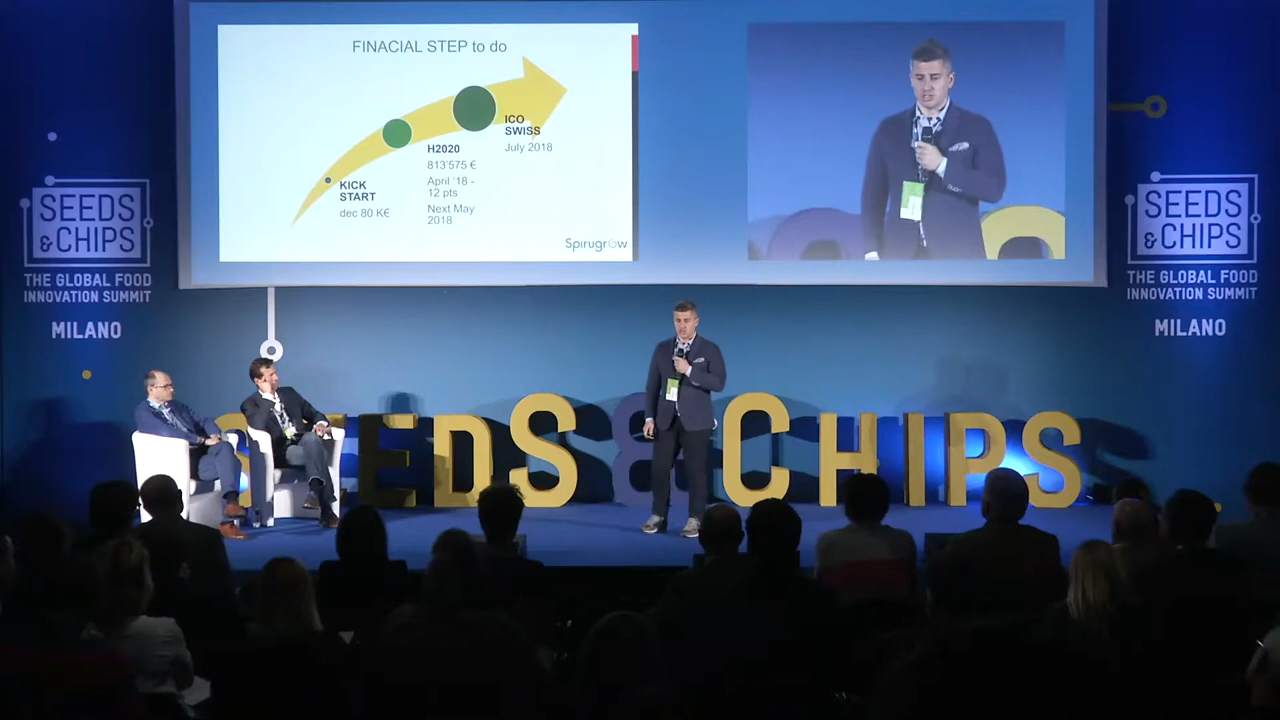 FINACIAL STEP to do
ICO
SWISS
July 2018
H2020
813'575 €
April '18 -
12 pts
Next May
2018
KICK
START
dec 80 K€
Spirugrow
SEEDS
& CHIPS
THE GLOBAL FOOD
INNOVATION SUMMIT
MILANO
SEEDS
& CHIPS
THE GLOBAL FOOD
INNOVATION SUMMIT
MILANO
SEEDS & CHIPS